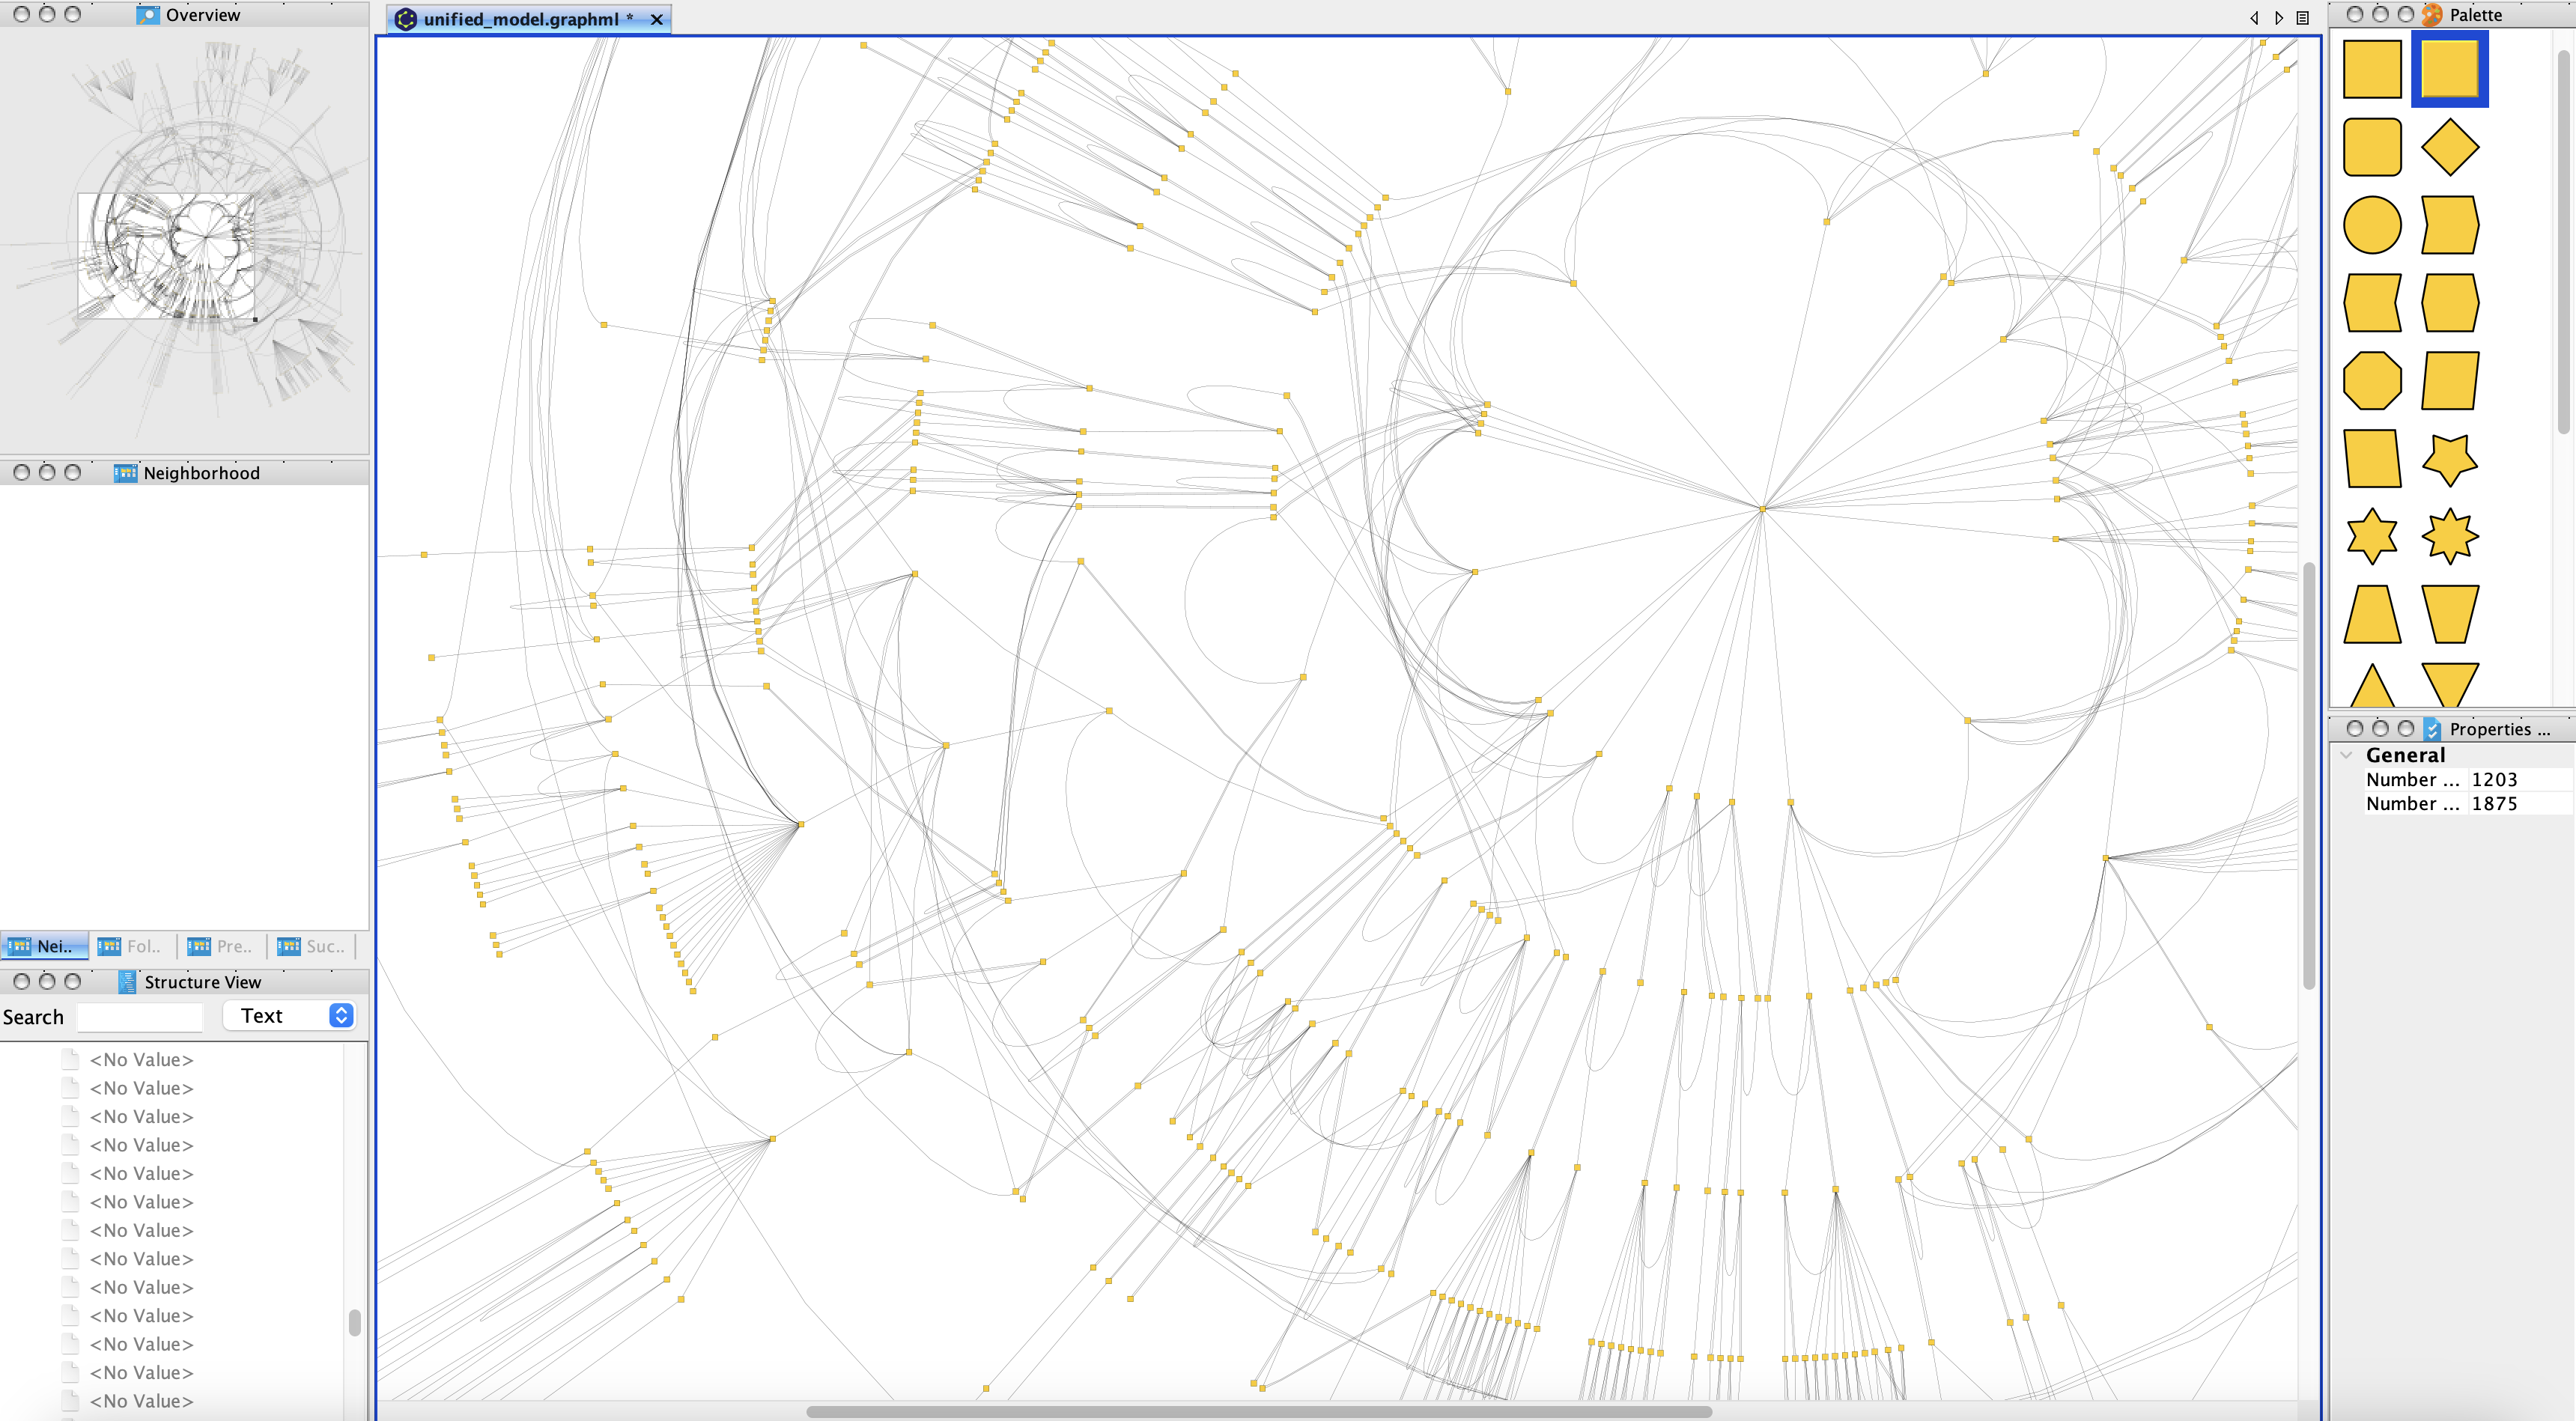 Overview
unified_model.graphml *
Palette
Neighborhood
Nei..
Fol..
Pre..
Suc..
Structure View
Search
Text
<No Value>
<No Value>
<No Value>
<No Value>
<No Value>
<No Value>
<No Value>
<No Value>
<No Value>
<No Value>
<No Value>
<No Value>
<No Value>
Properties ...
General
Number ... 1203
Number ... 1875